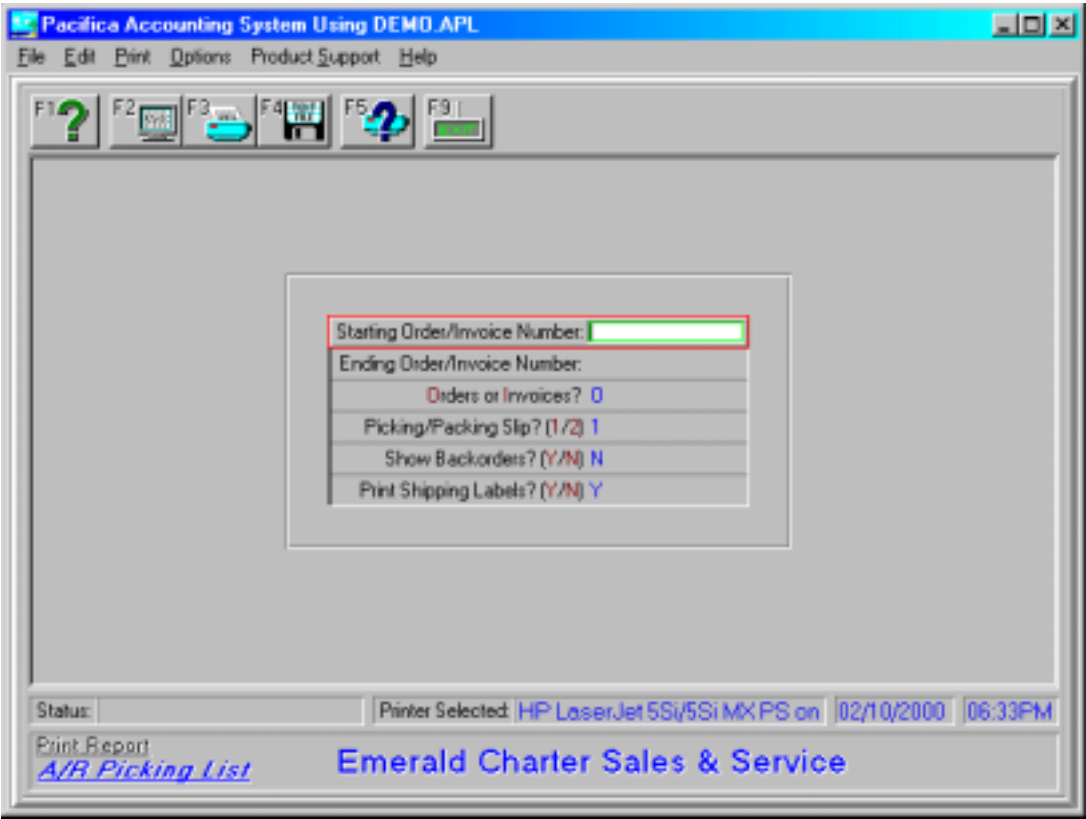 Pacifica Accounting System Using DEMO.APL
File Edit Print Options Product Support Help
F1 F2 F3 F4 F5 F9
Starting Order/Invoice Number:
Ending Order/Invoice Number:
Orders or Invoices? O
Picking/Packing Slip? (1/2) 1
Show Backorders? (Y/N) N
Print Shipping Labels? (Y/N) Y
Status: Printer Selected: HP LaserJet 5Si/5Si MX PS on 02/10/2000 06:33PM
Print Report
A/R Picking List Emerald Charter Sales & Service